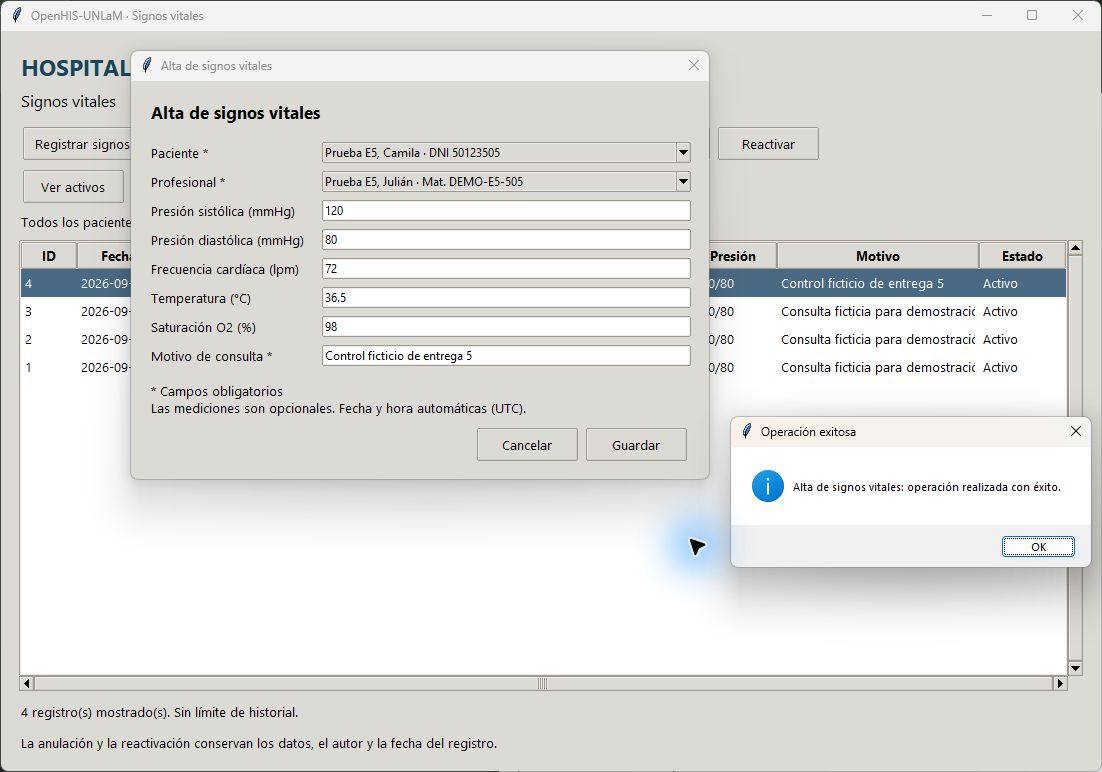 OpenHIS-UNLaM · Signos vitales
HOSPITAL
Signos vitales
Registrar signos
Reactivar
Ver activos
Todos los paciente
Alta de signos vitales
Alta de signos vitales
Paciente * Prueba E5, Camila · DNI 50123505
Profesional * Prueba E5, Julián · Mat. DEMO-E5-505
Presión sistólica (mmHg) 120
Presión diastólica (mmHg) 80
Frecuencia cardíaca (lpm) 72
Temperatura (°C) 36.5
Saturación O2 (%) 98
Motivo de consulta * Control ficticio de entrega 5
* Campos obligatorios
Las mediciones son opcionales. Fecha y hora automáticas (UTC).
Cancelar Guardar
ID Fecha Presión Motivo Estado
4 2026-09- 0/80 Control ficticio de entrega 5 Activo
3 2026-09- 0/80 Consulta ficticia para demostració Activo
2 2026-09- 0/80 Consulta ficticia para demostració Activo
1 2026-09- 0/80 Consulta ficticia para demostració Activo
Operación exitosa
Alta de signos vitales: operación realizada con éxito.
OK
4 registro(s) mostrado(s). Sin límite de historial.
La anulación y la reactivación conservan los datos, el autor y la fecha del registro.